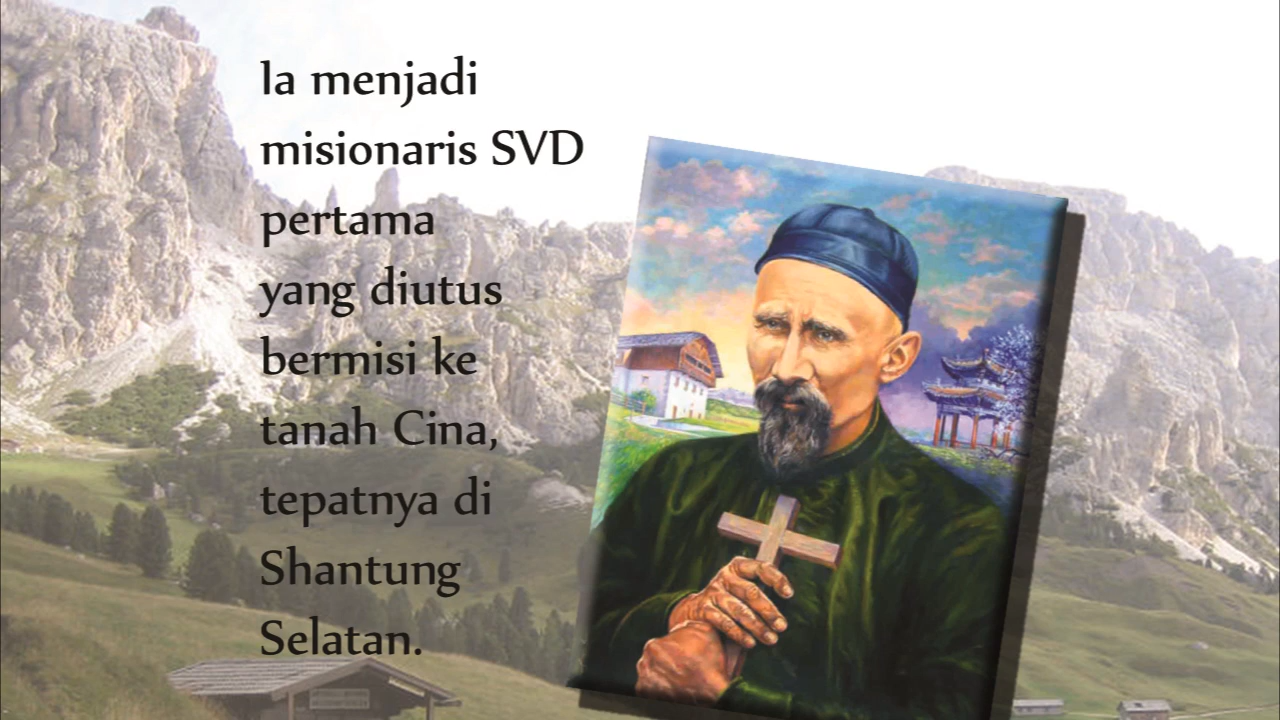 Ia menjadi
misionaris SVD
pertama
yang diutus
bermisi ke
tanah Cina,
tepatnya di
Shantung
Selatan.